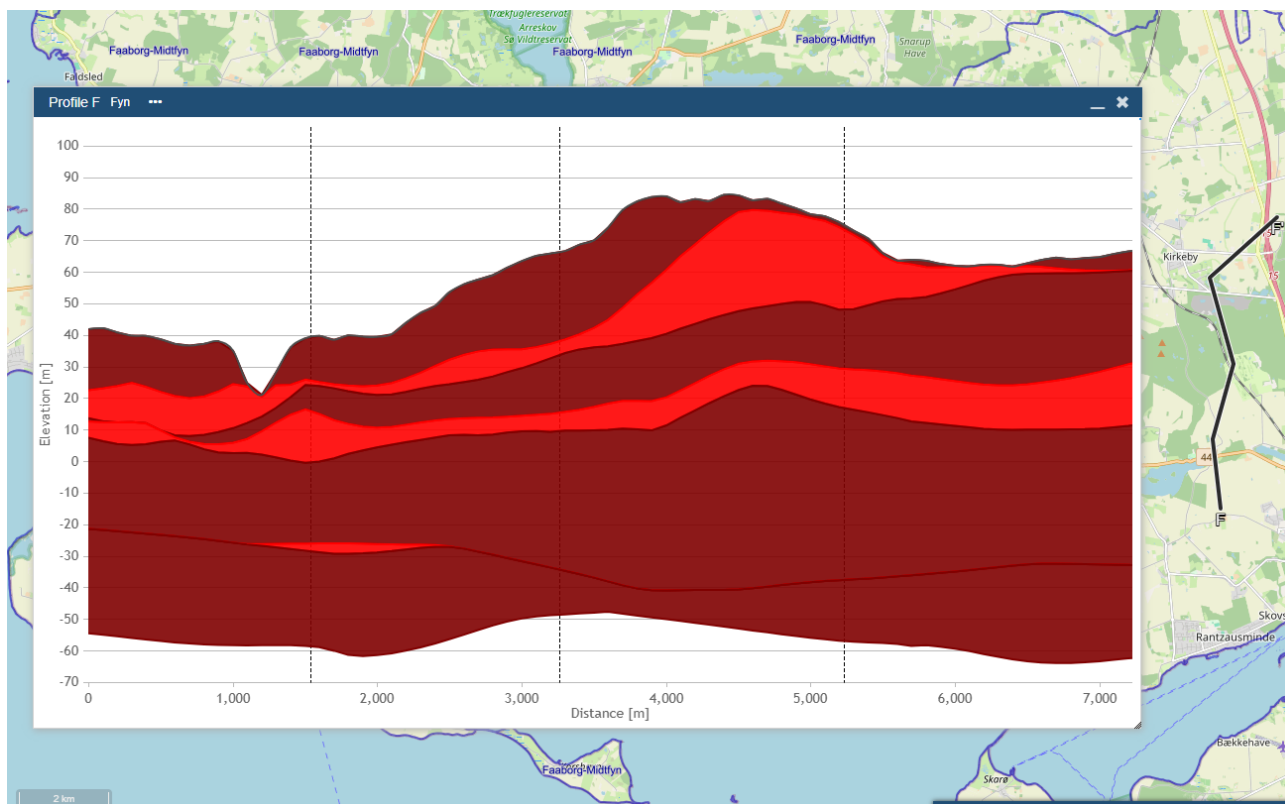 Trækfuglereservat
Arreskov
Sø Vildtreservat
Faaborg-Midtfyn
Faaborg-Midtfyn
Faaborg-Midtfyn
Faaborg-Midtfyn
Snarup
Have
Faldsled
Profile F Fyn •••
100
90
80
70
60
50
40
30
20
10
0
-10
-20
-30
-40
-50
-60
-70
Elevation [m]
0
1,000
2,000
3,000
4,000
5,000
6,000
7,000
Distance [m]
F'
Kirkeby
15
44
F
Skovs
Rantzausminde
Bækkehave
Skarø
Faaborg-Midtfyn
2 km